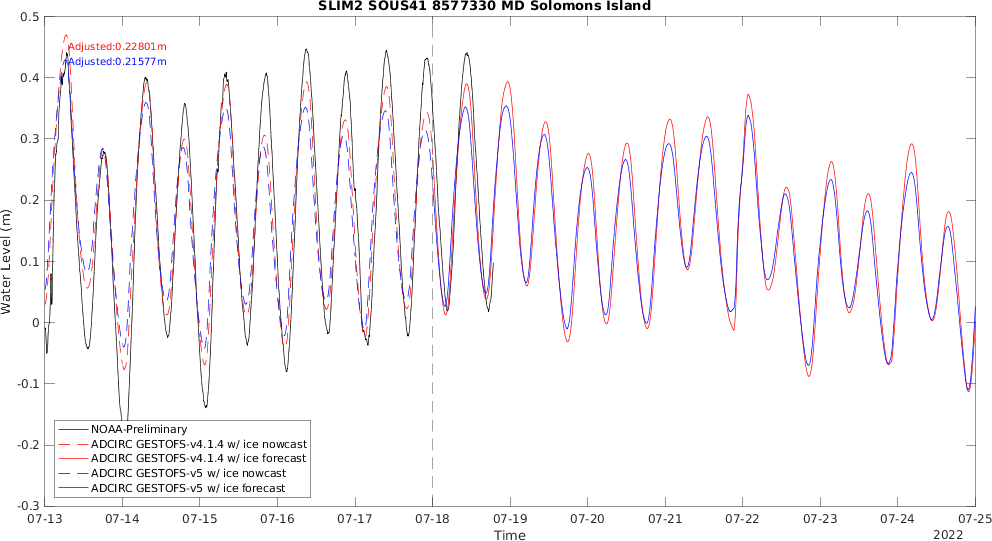 SLIM2 SOUS41 8577330 MD Solomons Island
0.5
0.4
0.3
0.2
0.1
0
-0.1
-0.2
-0.3
Water Level (m)
Adjusted:0.22801m
Adjusted:0.21577m
NOAA-Preliminary
ADCIRC GESTOFS-v4.1.4 w/ ice nowcast
ADCIRC GESTOFS-v4.1.4 w/ ice forecast
ADCIRC GESTOFS-v5 w/ ice nowcast
ADCIRC GESTOFS-v5 w/ ice forecast
07-13 07-14 07-15 07-16 07-17 07-18 07-19 07-20 07-21 07-22 07-23 07-24 07-25
Time
2022